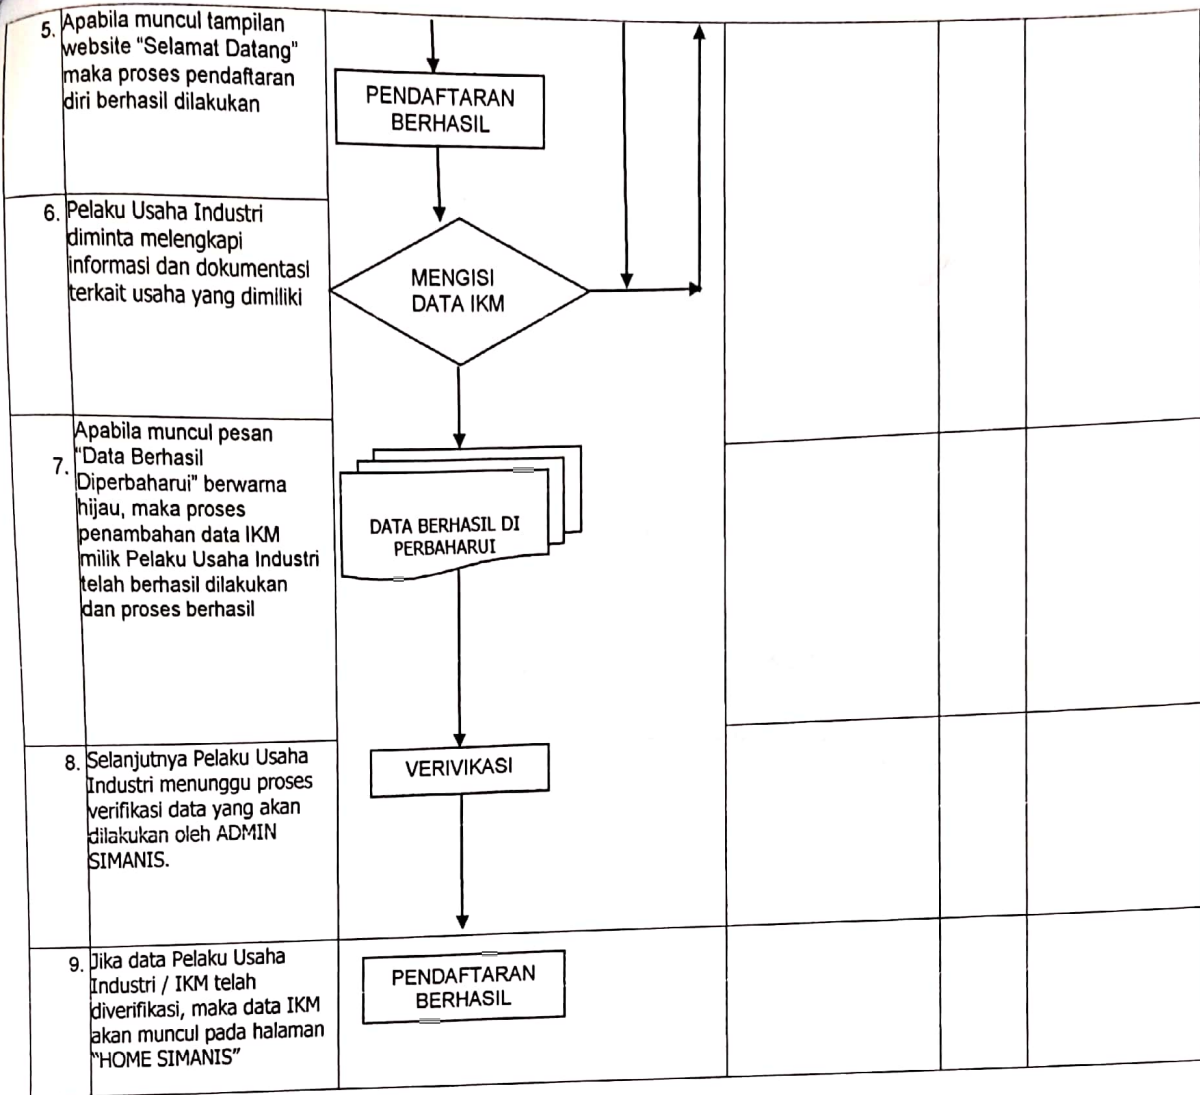 5. Apabila muncul tampilan
website "Selamat Datang"
maka proses pendaftaran
diri berhasil dilakukan
PENDAFTARAN
BERHASIL
6. Pelaku Usaha Industri
diminta melengkapi
informasi dan dokumentasi
terkait usaha yang dimiliki
MENGISI
DATA IKM
7. Apabila muncul pesan
"Data Berhasil
Diperbaharui" berwarna
hijau, maka proses
penambahan data IKM
milik Pelaku Usaha Industri
telah berhasil dilakukan
dan proses berhasil
DATA BERHASIL DI
PERBAHARUI
8. Selanjutnya Pelaku Usaha
Industri menunggu proses
verifikasi data yang akan
dilakukan oleh ADMIN
SIMANIS.
VERIVIKASI
9. Jika data Pelaku Usaha
Industri / IKM telah
diverifikasi, maka data IKM
akan muncul pada halaman
"HOME SIMANIS"
PENDAFTARAN
BERHASIL